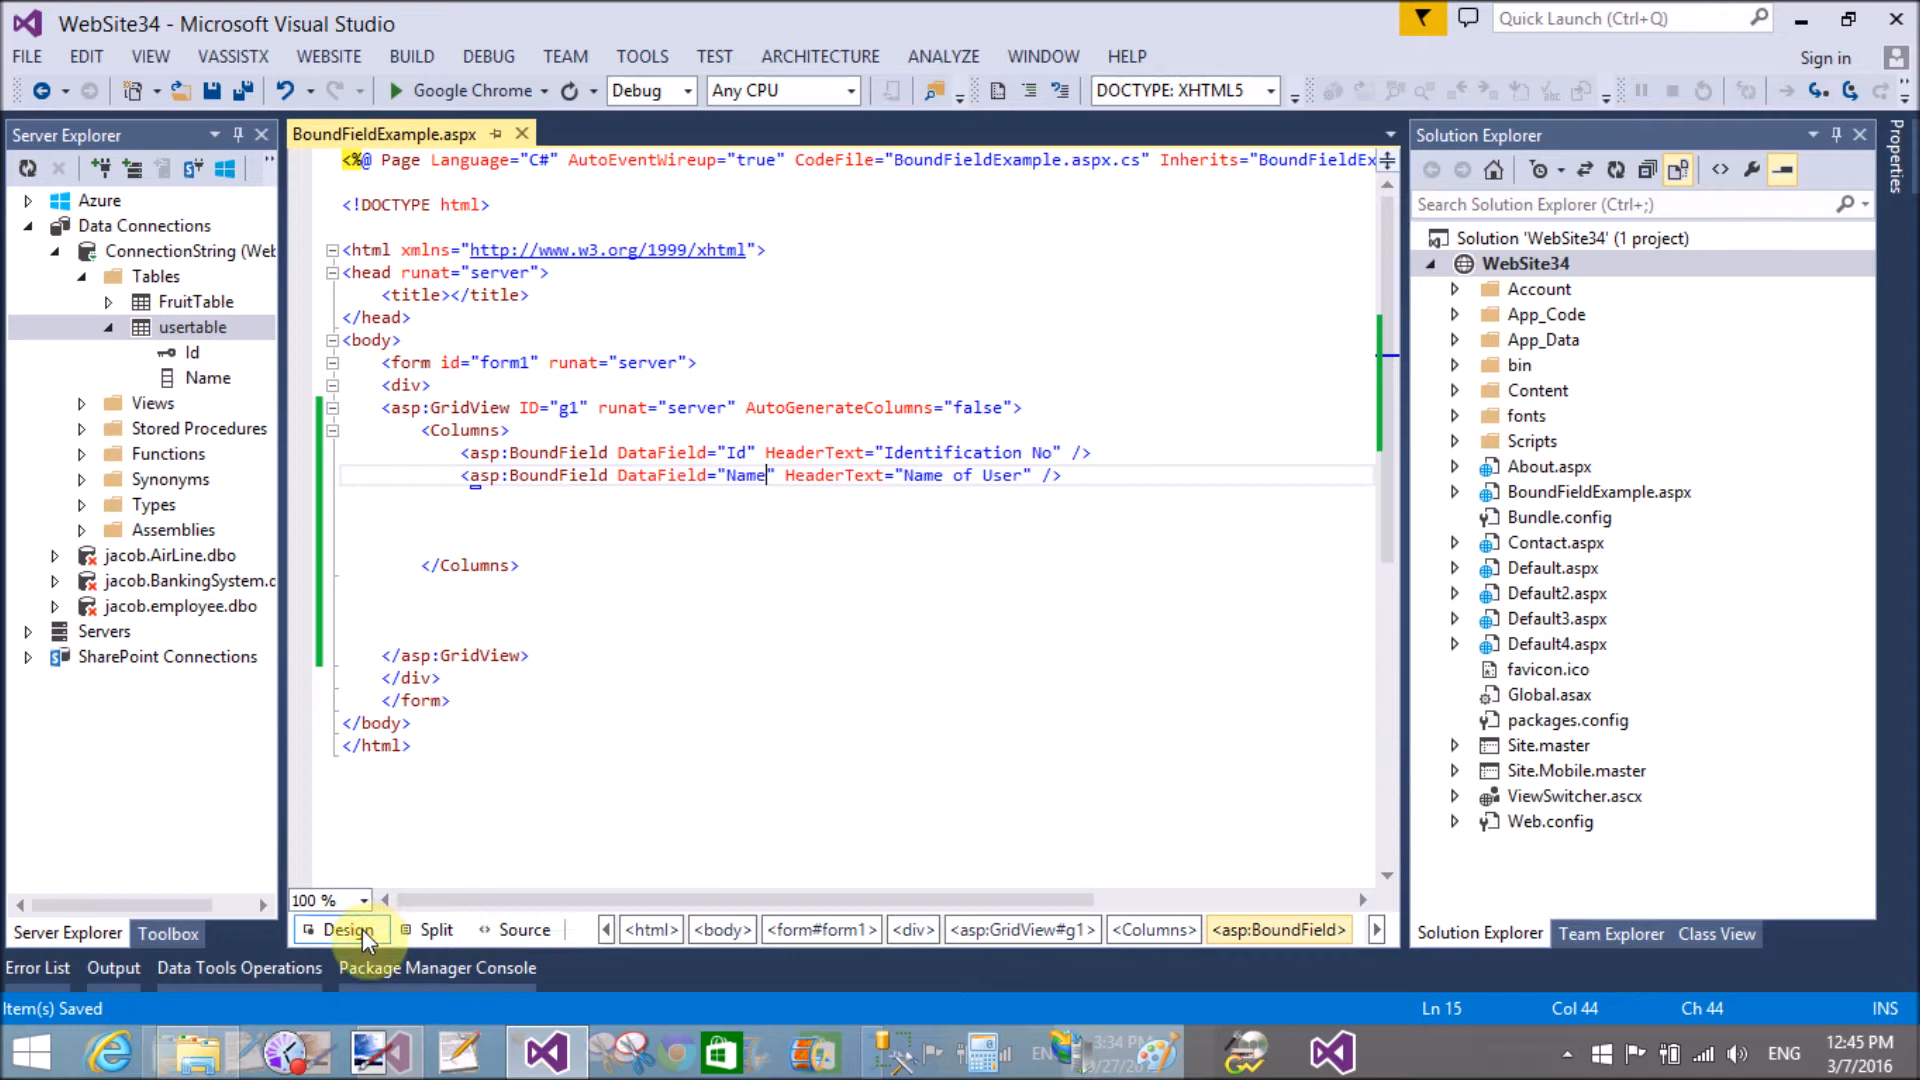 WebSite34 - Microsoft Visual Studio
Quick Launch (Ctrl+Q)
FILE EDIT VIEW VASSISTX WEBSITE BUILD DEBUG TEAM TOOLS TEST ARCHITECTURE ANALYZE WINDOW HELP
Sign in
Google Chrome Debug Any CPU DOCTYPE: XHTML5
Server Explorer
Azure
Data Connections
ConnectionString (Wel
Tables
FruitTable
usertable
Id
Name
Views
Stored Procedures
Functions
Synonyms
Types
Assemblies
jacob.AirLine.dbo
jacob.BankingSystem.c
jacob.employee.dbo
Servers
SharePoint Connections
Server Explorer Toolbox
BoundFieldExample.aspx
<%@ Page Language="C#" AutoEventWireup="true" CodeFile="BoundFieldExample.aspx.cs" Inherits="BoundFieldEx
<!DOCTYPE html>
<html xmlns="http://www.w3.org/1999/xhtml">
<head runat="server">
<title></title>
</head>
<body>
<form id="form1" runat="server">
<div>
<asp:GridView ID="g1" runat="server" AutoGenerateColumns="false">
<Columns>
<asp:BoundField DataField="Id" HeaderText="Identification No" />
<asp:BoundField DataField="Name" HeaderText="Name of User" />
</Columns>
</asp:GridView>
</div>
</form>
</body>
</html>
100 %
Design Split Source <html> <body> <form#form1> <div> <asp:GridView#g1> <Columns> <asp:BoundField>
Solution Explorer
Search Solution Explorer (Ctrl+;)
Solution 'WebSite34' (1 project)
WebSite34
Account
App_Code
App_Data
bin
Content
fonts
Scripts
About.aspx
BoundFieldExample.aspx
Bundle.config
Contact.aspx
Default.aspx
Default2.aspx
Default3.aspx
Default4.aspx
favicon.ico
Global.asax
packages.config
Site.master
Site.Mobile.master
ViewSwitcher.ascx
Web.config
Solution Explorer Team Explorer Class View
Properties
Error List Output Data Tools Operations Package Manager Console
Item(s) Saved Ln 15 Col 44 Ch 44 INS
ENG
12:45 PM
3/7/2016